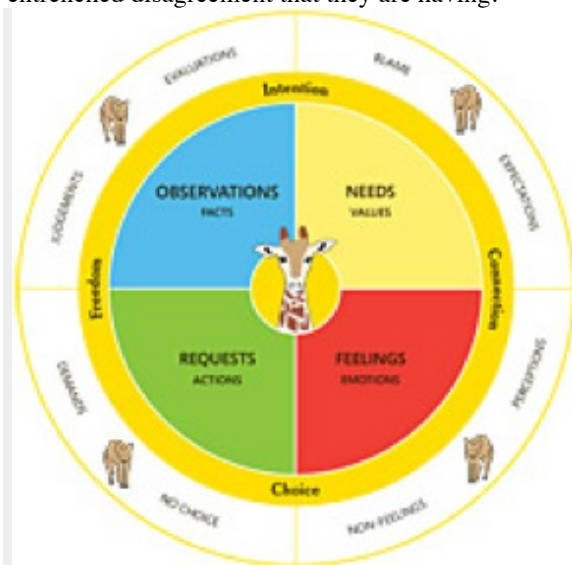 entrenched disagreement that they are having?
EVALUATIONS
BLAME
Intention
JUDGEMENTS
OBSERVATIONS
FACTS
NEEDS
VALUES
EXPECTATIONS
Freedom
Connection
DEMANDS
REQUESTS
ACTIONS
FEELINGS
EMOTIONS
PERCEPTIONS
Choice
NO CHOICE
NON-FEELINGS